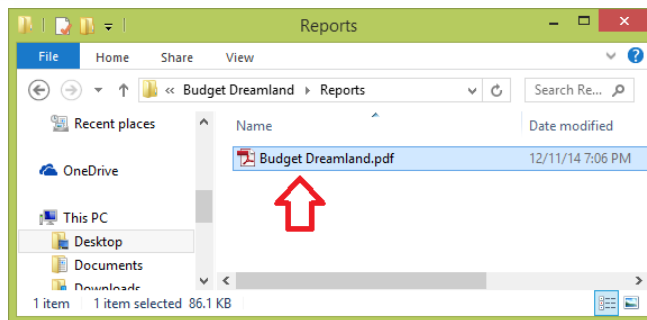 Reports
File Home Share View
« Budget Dreamland Reports Search Re...
Recent places
OneDrive
This PC
Desktop
Documents
Downloads
Name Date modified
Budget Dreamland.pdf 12/11/14 7:06 PM
1 item 1 item selected 86.1 KB